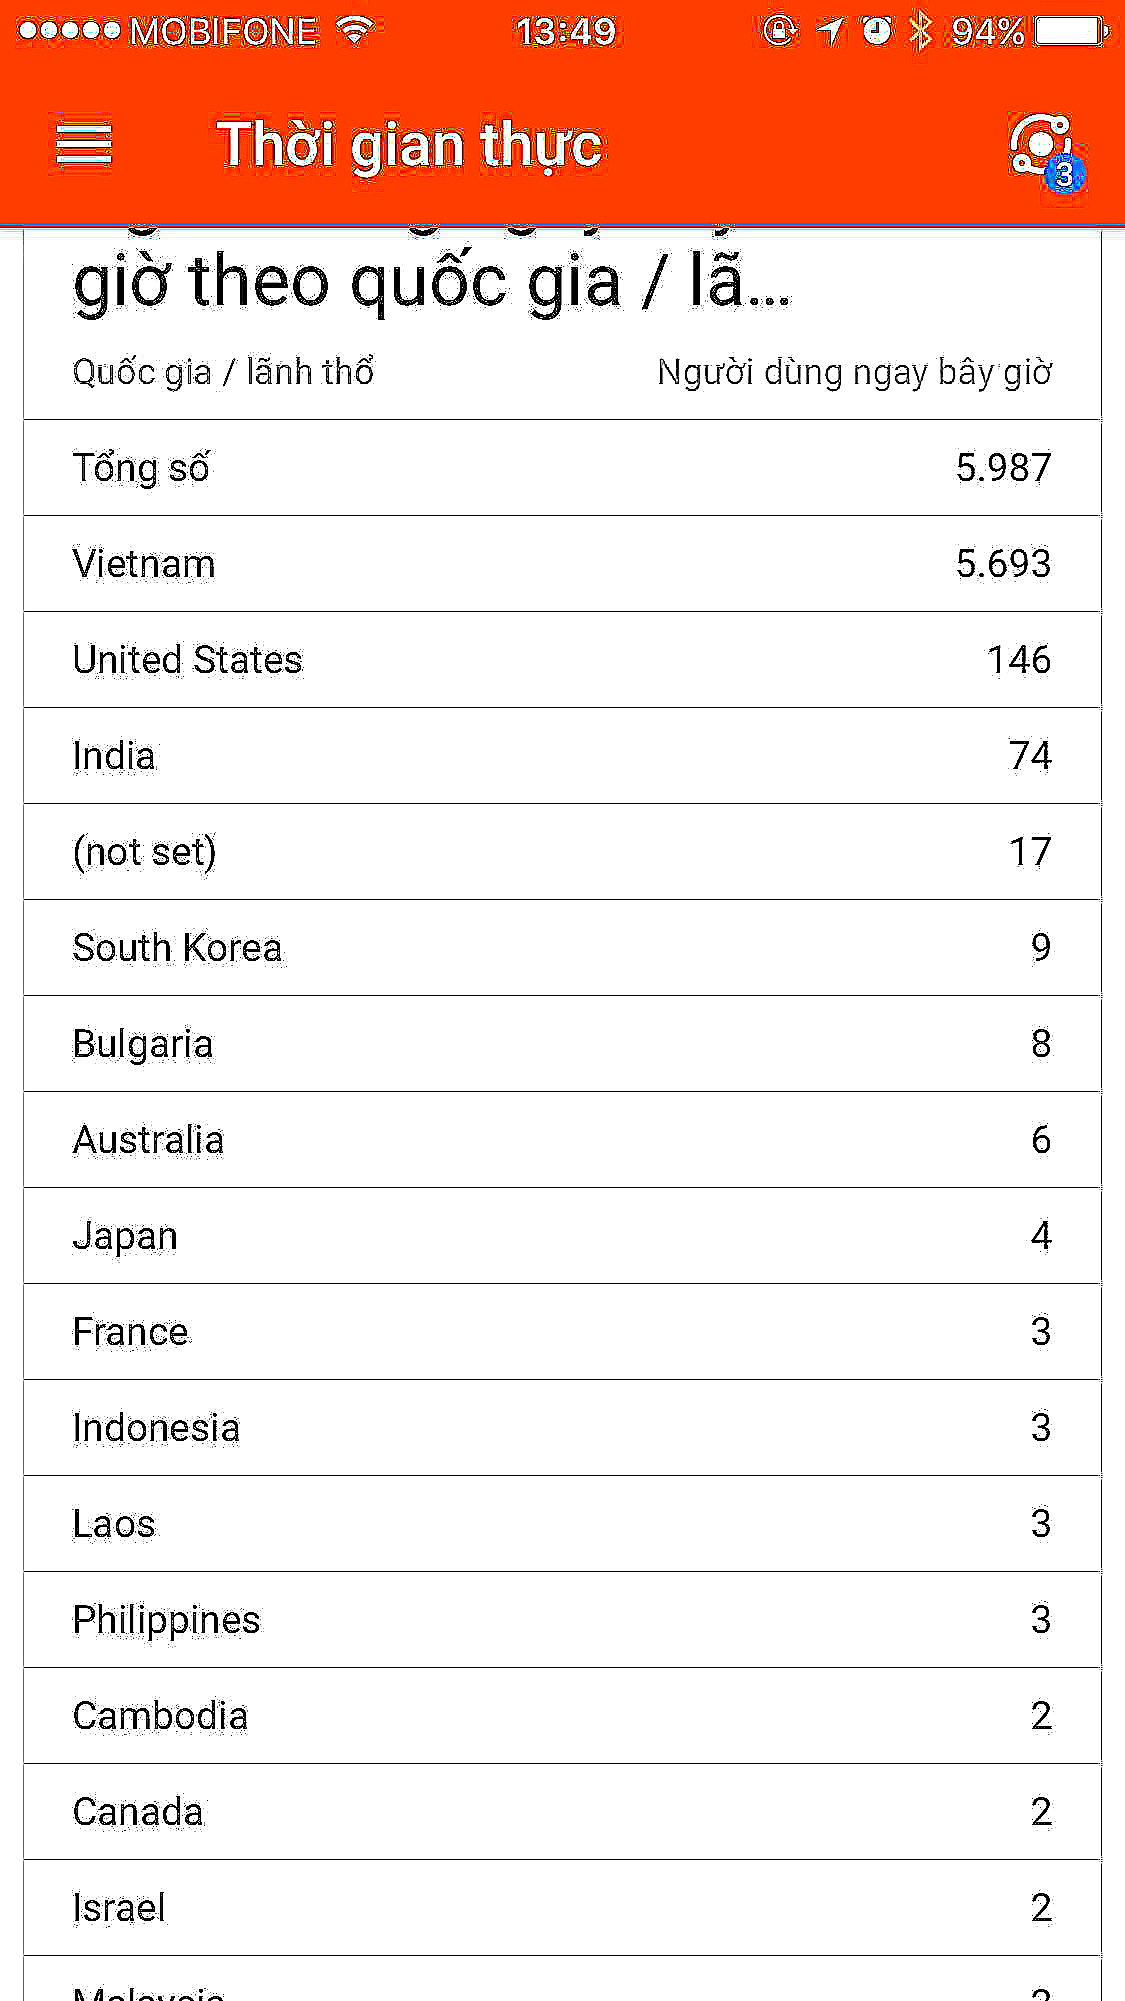 MOBIFONE 13:49 94%
Thời gian thực 3
giờ theo quốc gia / lã...
Quốc gia / lãnh thổ Người dùng ngay bây giờ
Tổng số 5.987
Vietnam 5.693
United States 146
India 74
(not set) 17
South Korea 9
Bulgaria 8
Australia 6
Japan 4
France 3
Indonesia 3
Laos 3
Philippines 3
Cambodia 2
Canada 2
Israel 2
Malaysia